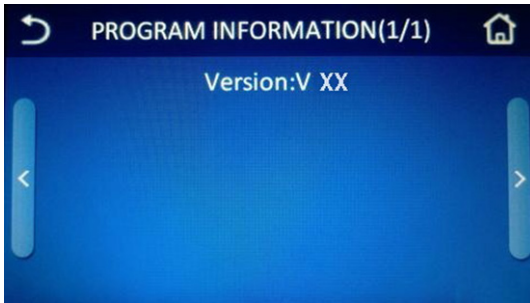 PROGRAM INFORMATION(1/1)
Version:V XX
< >